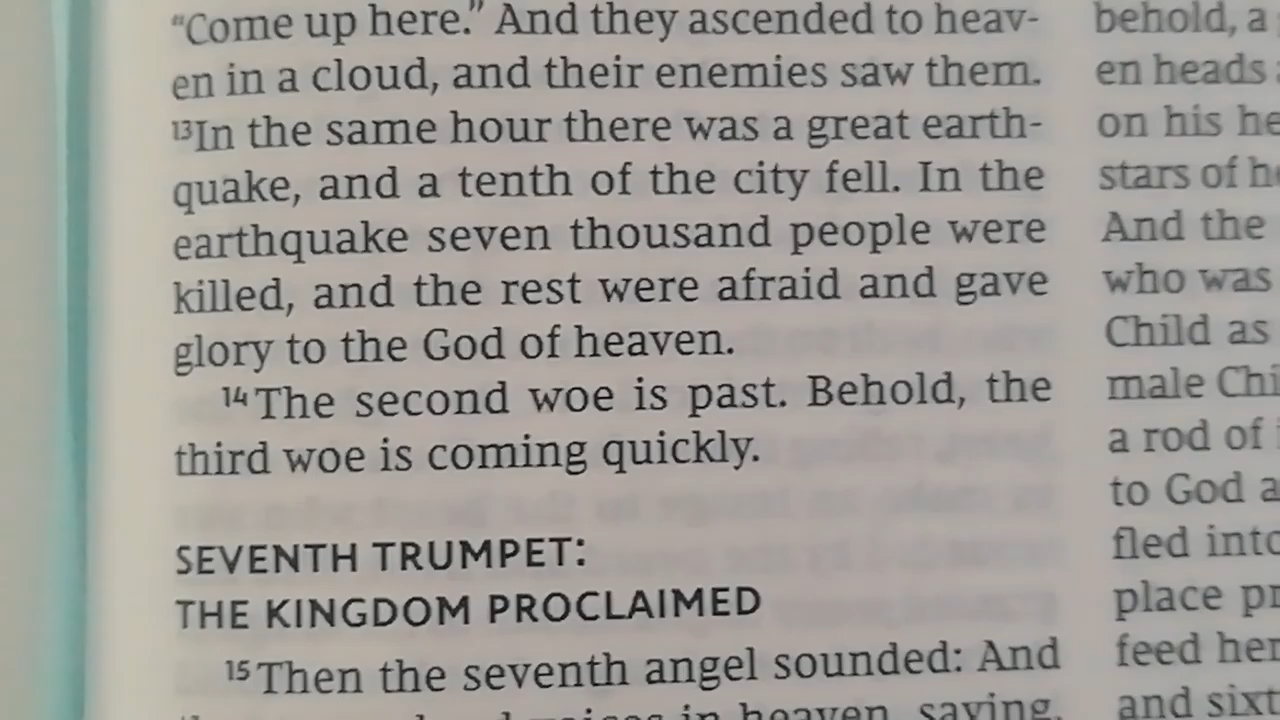 “Come up here.” And they ascended to heav-
en in a cloud, and their enemies saw them.
13In the same hour there was a great earth-
quake, and a tenth of the city fell. In the
earthquake seven thousand people were
killed, and the rest were afraid and gave
glory to the God of heaven.
14The second woe is past. Behold, the
third woe is coming quickly.
SEVENTH TRUMPET:
THE KINGDOM PROCLAIMED
15Then the seventh angel sounded: And
in heaven, saying,
behold, a
en heads
on his
stars of
And the
who was
Child as
male
a rod of
to God
fled
place
feed her
and